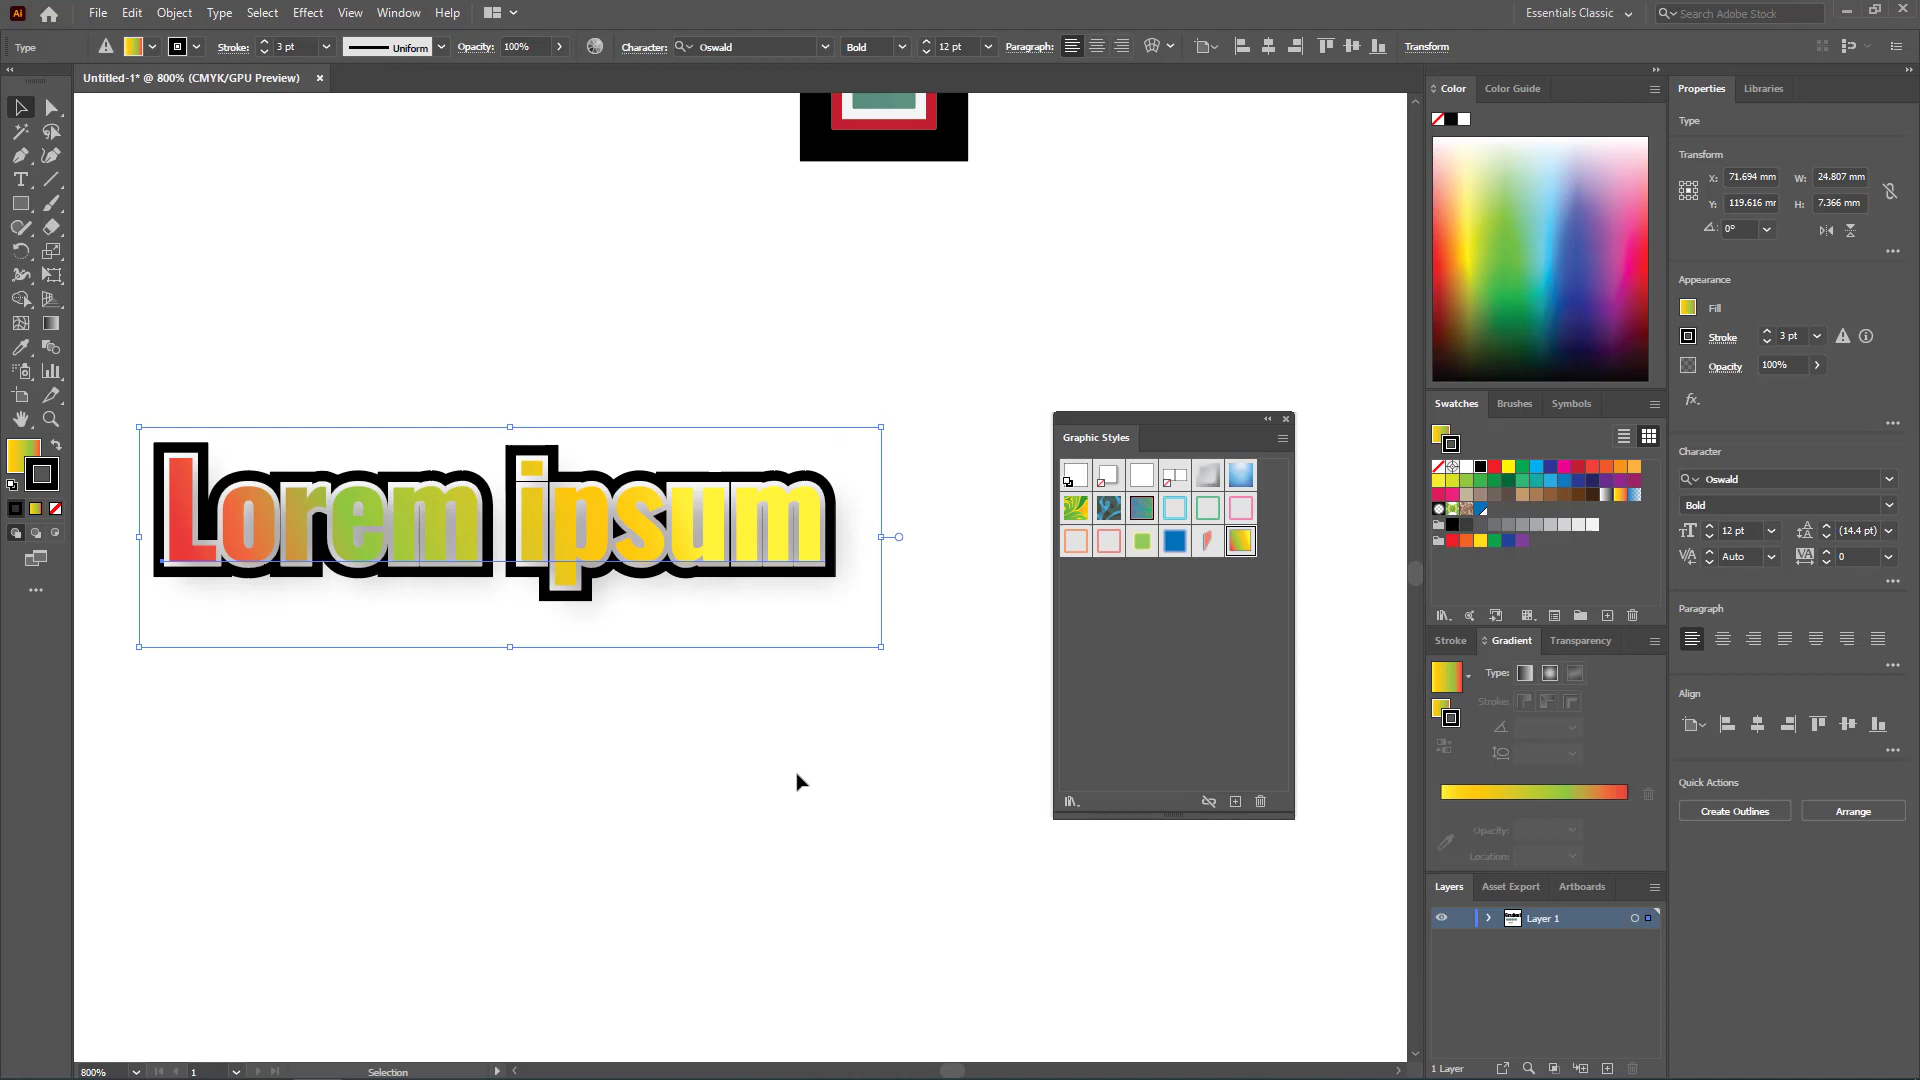 Ai File Edit Object Type Select Effect View Window Help Essentials Classic Search Adobe Stock
Type Stroke: 3 pt Uniform Opacity: 100% Character: Oswald Bold 12 pt Paragraph: Transform
Untitled-1* @ 800% (CMYK/GPU Preview) ×
Color Color Guide
Properties Libraries
Type
Transform
X: 71.694 mm W: 24.807 mm
Y: 119.616 mr H: 7.366 mm
0°
Appearance
Fill
Stroke 3 pt
Opacity 100%
fx.
Lorem ipsum
Graphic Styles
Swatches Brushes Symbols
Character
Oswald
Bold
12 pt (14.4 pt)
Auto 0
Paragraph
Stroke Gradient Transparency
Type:
Stroke:
Align
Quick Actions
Create Outlines Arrange
Opacity:
Location:
Layers Asset Export Artboards
Layer 1
1 Layer
800% 1 Selection